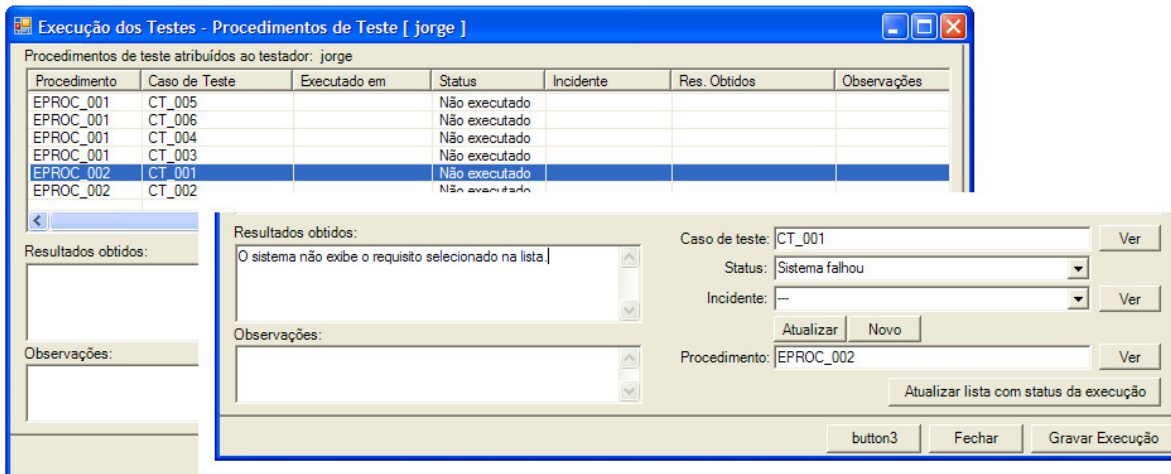 Execução dos Testes - Procedimentos de Teste [ jorge ]
Procedimentos de teste atribuídos ao testador: jorge
Procedimento Caso de Teste Executado em Status Incidente Res. Obtidos Observações
EPROC_001 CT_005 Não executado
EPROC_001 CT_006 Não executado
EPROC_001 CT_004 Não executado
EPROC_001 CT_003 Não executado
EPROC_002 CT_001 Não executado
EPROC_002 CT_002 Não executado
Resultados obtidos:
Observações:
Resultados obtidos:
O sistema não exibe o requisito selecionado na lista.
Observações:
Caso de teste: CT_001 Ver
Status: Sistema falhou
Incidente: --- Ver
Atualizar Novo
Procedimento: EPROC_002 Ver
Atualizar lista com status da execução
button3 Fechar Gravar Execução